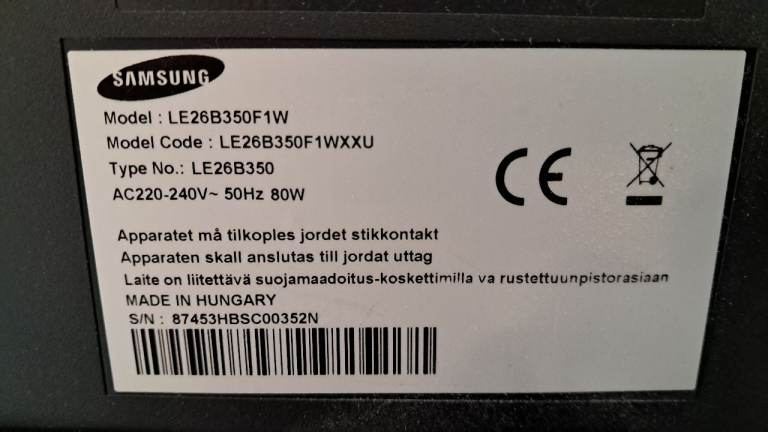 SAMSUNG
Model : LE26B350F1W
Model Code : LE26B350F1WXXU
Type No.: LE26B350
AC220-240V~ 50Hz 80W
CE
Apparatet må tilkoples jordet stikkontakt
Apparaten skall anslutas till jordat uttag
Laite on liitettävä suojamaadoitus-koskettimilla va rustettuunpistorasiaan
MADE IN HUNGARY
S/N : 87453HBSC00352N